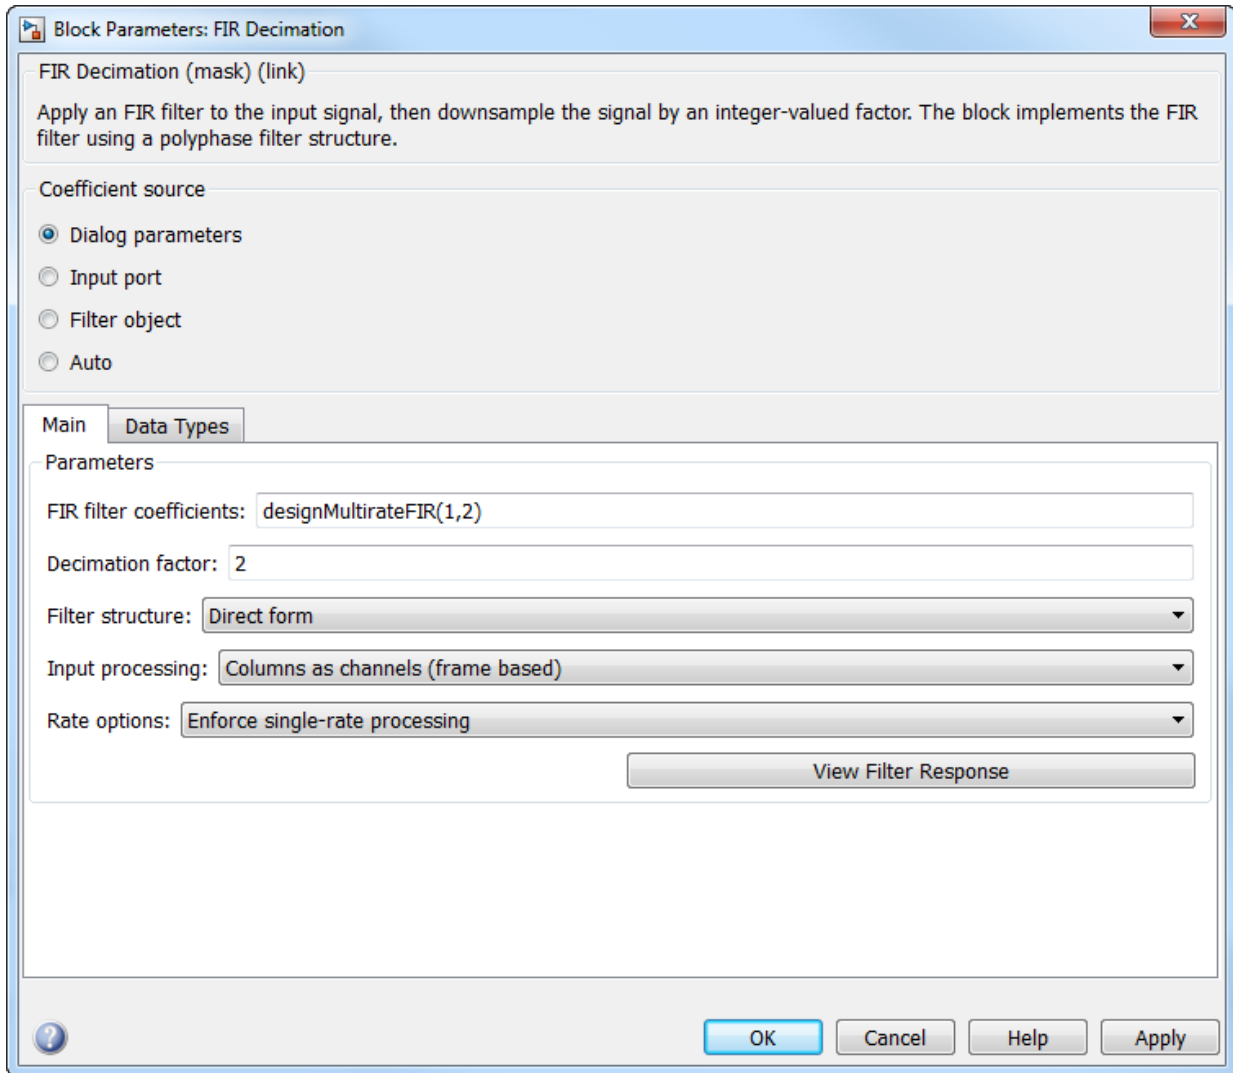 Block Parameters: FIR Decimation
X
FIR Decimation (mask) (link)
Apply an FIR filter to the input signal, then downsample the signal by an integer-valued factor. The block implements the FIR
filter using a polyphase filter structure.
Coefficient source
Dialog parameters
Input port
Filter object
Auto
Main Data Types
Parameters
FIR filter coefficients: designMultirateFIR(1,2)
Decimation factor: 2
Filter structure: Direct form
Input processing: Columns as channels (frame based)
Rate options: Enforce single-rate processing
View Filter Response
? OK Cancel Help Apply